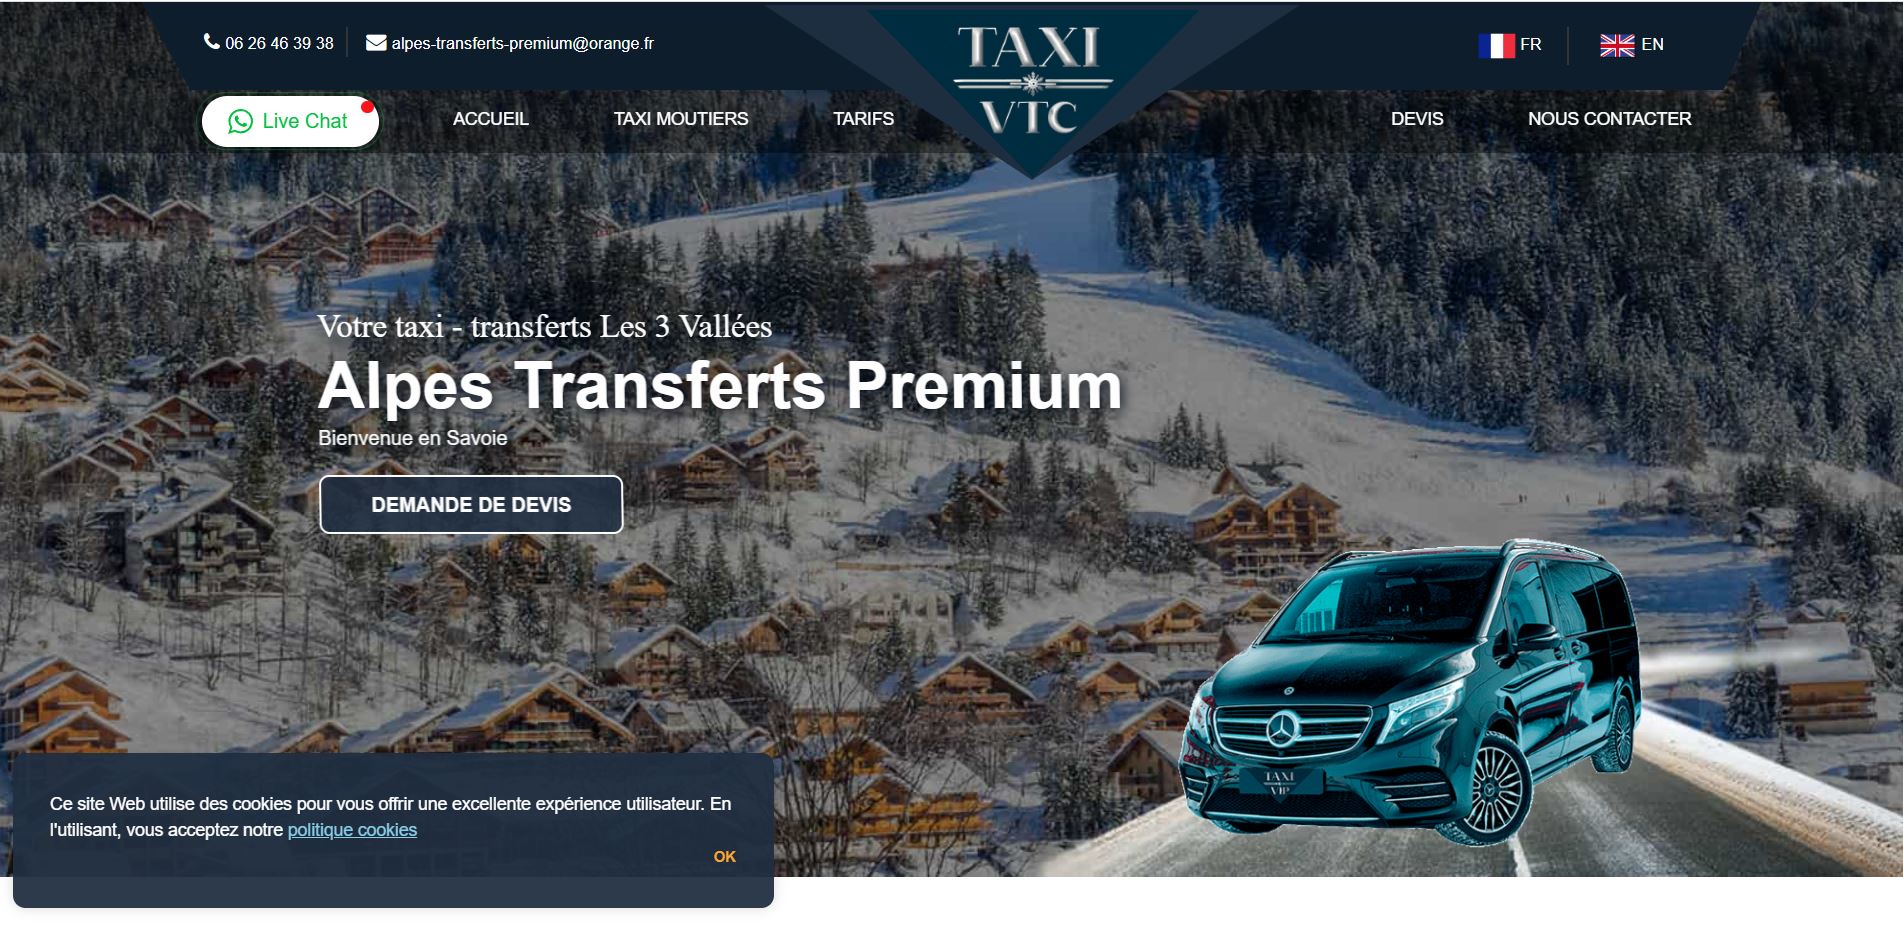 06 26 46 39 38
alpes-transferts-premium@orange.fr
TAXI
VTC
FR
EN
Live Chat
ACCUEIL
TAXI MOUTIERS
TARIFS
DEVIS
NOUS CONTACTER
Votre taxi - transferts Les 3 Vallées
Alpes Transferts Premium
Bienvenue en Savoie
DEMANDE DE DEVIS
TAXI
VIP
Ce site Web utilise des cookies pour vous offrir une excellente expérience utilisateur. En
l'utilisant, vous acceptez notre politique cookies
OK